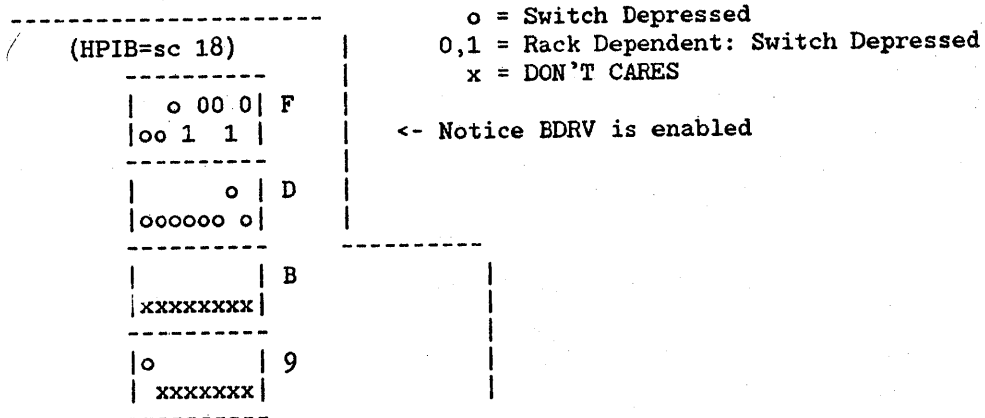 --------------------- o = Switch Depressed
(HPIB=sc 18) | 0,1 = Rack Dependent: Switch Depressed
---------- | x = DON'T CARES
| o 00 0| F |
|oo 1 1 | | <- Notice BDRV is enabled
---------- |
| o | D |
|oooooo o| |
---------- ----------
| | B |
|xxxxxxxx| |
---------- |
|o | 9 |
| xxxxxxx| |
----------